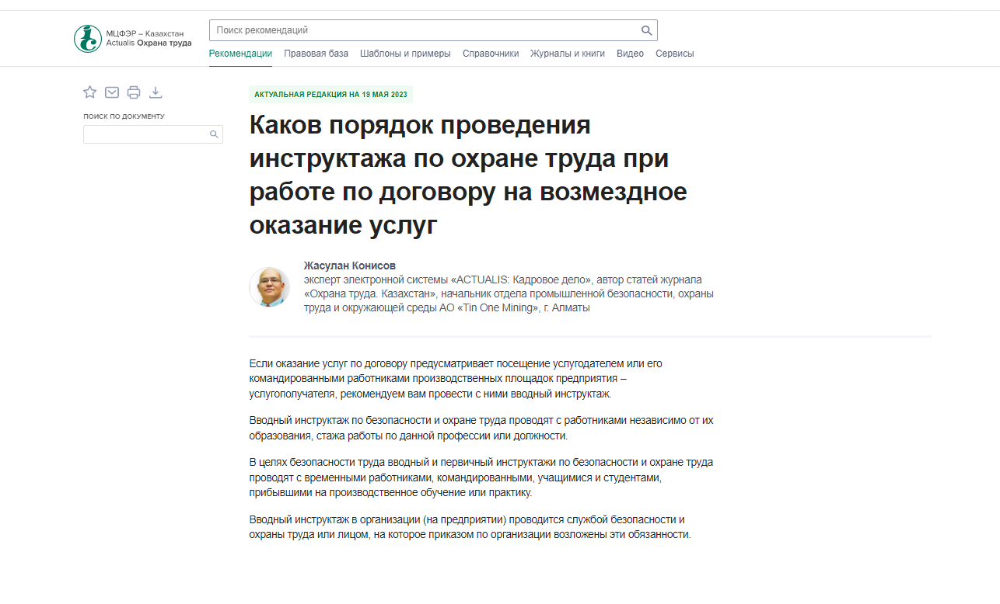 МЦФЭР – Казахстан
Actualis Охрана труда
Поиск рекомендаций
Рекомендации Правовая база Шаблоны и примеры Справочники Журналы и книги Видео Сервисы
ПОИСК ПО ДОКУМЕНТУ
АКТУАЛЬНАЯ РЕДАКЦИЯ НА 19 МАЯ 2023
Каков порядок проведения
инструктажа по охране труда при
работе по договору на возмездное
оказание услуг
Жасулан Конисов
эксперт электронной системы «ACTUALIS: Кадровое дело», автор статей журнала
«Охрана труда. Казахстан», начальник отдела промышленной безопасности, охраны
труда и окружающей среды АО «Tin One Mining», г. Алматы
Если оказание услуг по договору предусматривает посещение услугодателем или его
командированными работниками производственных площадок предприятия –
услугополучателя, рекомендуем вам провести с ними вводный инструктаж.
Вводный инструктаж по безопасности и охране труда проводят с работниками независимо от их
образования, стажа работы по данной профессии или должности.
В целях безопасности труда вводный и первичный инструктажи по безопасности и охране труда
проводят с временными работниками, командированными, учащимися и студентами,
прибывшими на производственное обучение или практику.
Вводный инструктаж в организации (на предприятии) проводится службой безопасности и
охраны труда или лицом, на которое приказом по организации возложены эти обязанности.